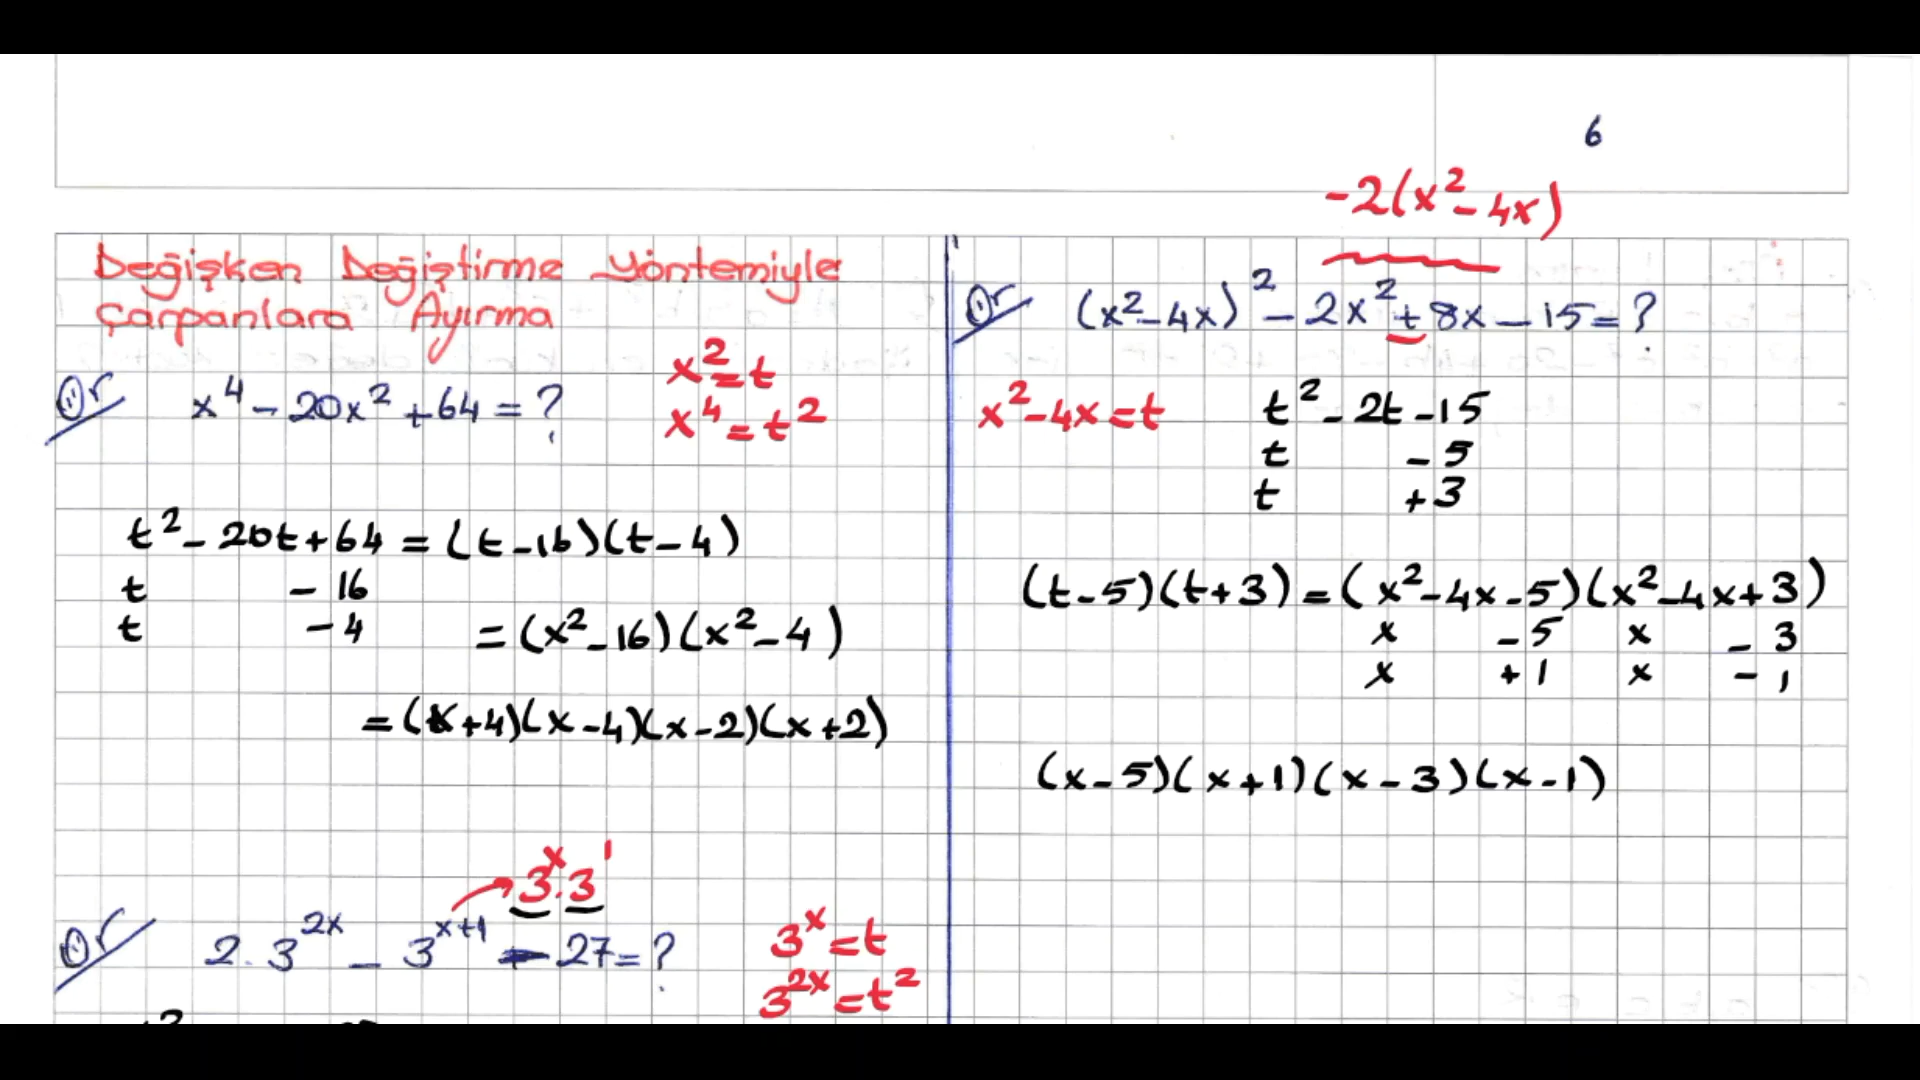 6
Değişken Değiştirme Yöntemiyle
Çarpanlara Ayırma
Ör x⁴ - 20x² + 64 = ?
x² = t
x⁴ = t²
t² - 20t + 64 = (t - 16)(t - 4)
t - 16
t - 4
= (x² - 16)(x² - 4)
= (x + 4)(x - 4)(x - 2)(x + 2)
3ˣ.3¹
Ör 2.3²ˣ - 3ˣ⁺¹ - 27 = ?
3ˣ = t
3²ˣ = t²
-2(x² - 4x)
Ör (x² - 4x)² - 2x² + 8x - 15 = ?
x² - 4x = t
t² - 2t - 15
t - 5
t + 3
(t - 5)(t + 3) = (x² - 4x - 5)(x² - 4x + 3)
x - 5 x - 3
x + 1 x - 1
(x - 5)(x + 1)(x - 3)(x - 1)